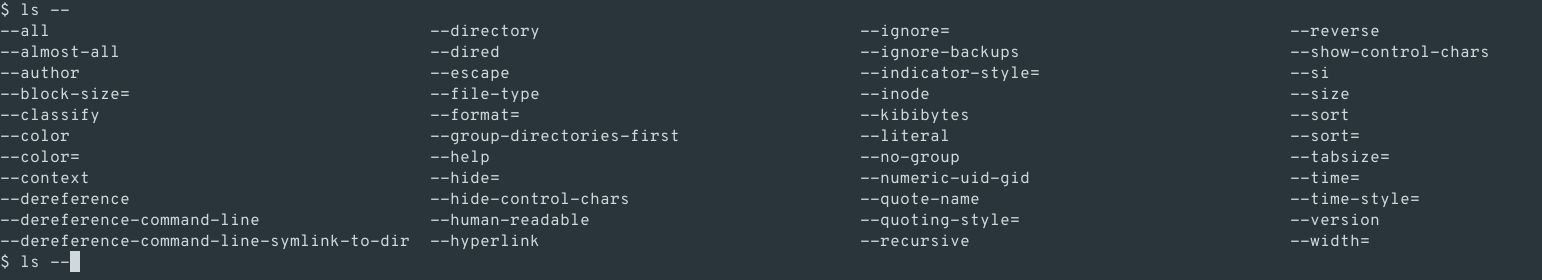 $ ls --
--all --directory --ignore= --reverse
--almost-all --dired --ignore-backups --show-control-chars
--author --escape --indicator-style= --si
--block-size= --file-type --inode --size
--classify --format= --kibibytes --sort
--color --group-directories-first --literal --sort=
--color= --help --no-group --tabsize=
--context --hide= --numeric-uid-gid --time=
--dereference --hide-control-chars --quote-name --time-style=
--dereference-command-line --human-readable --quoting-style= --version
--dereference-command-line-symlink-to-dir --hyperlink --recursive --width=
$ ls --